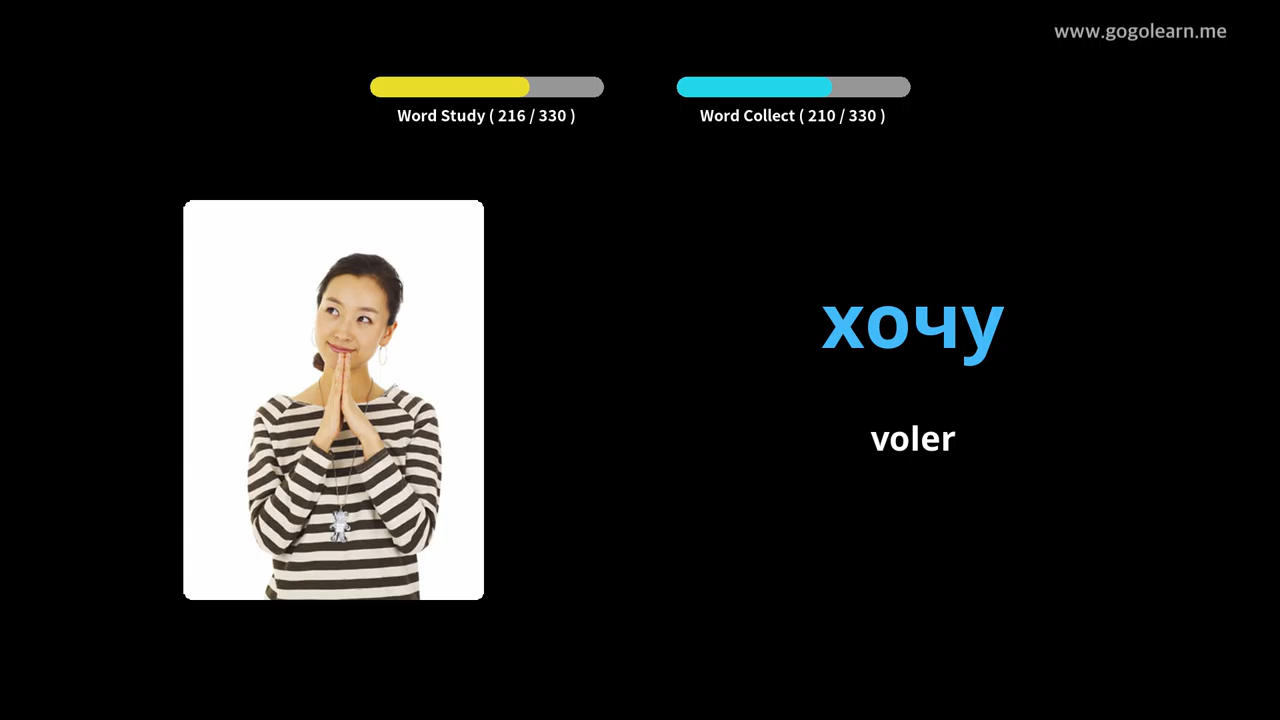 www.gogolearn.me
Word Study ( 216 / 330 )
Word Collect ( 210 / 330 )
хочу
voler